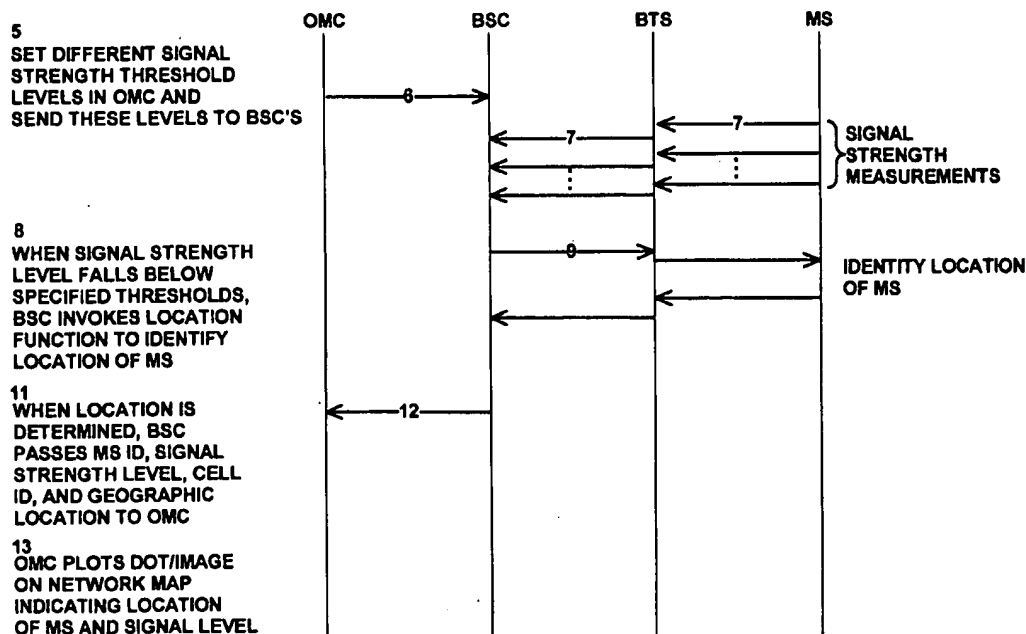 OMC BSC BTS MS
5
SET DIFFERENT SIGNAL
STRENGTH THRESHOLD
LEVELS IN OMC AND
SEND THESE LEVELS TO BSC'S
6
7
7
SIGNAL
STRENGTH
MEASUREMENTS
8
WHEN SIGNAL STRENGTH
LEVEL FALLS BELOW
SPECIFIED THRESHOLDS,
BSC INVOKES LOCATION
FUNCTION TO IDENTIFY
LOCATION OF MS
9
IDENTITY LOCATION
OF MS
11
WHEN LOCATION IS
DETERMINED, BSC
PASSES MS ID, SIGNAL
STRENGTH LEVEL, CELL
ID, AND GEOGRAPHIC
LOCATION TO OMC
12
13
OMC PLOTS DOT/IMAGE
ON NETWORK MAP
INDICATING LOCATION
OF MS AND SIGNAL LEVEL